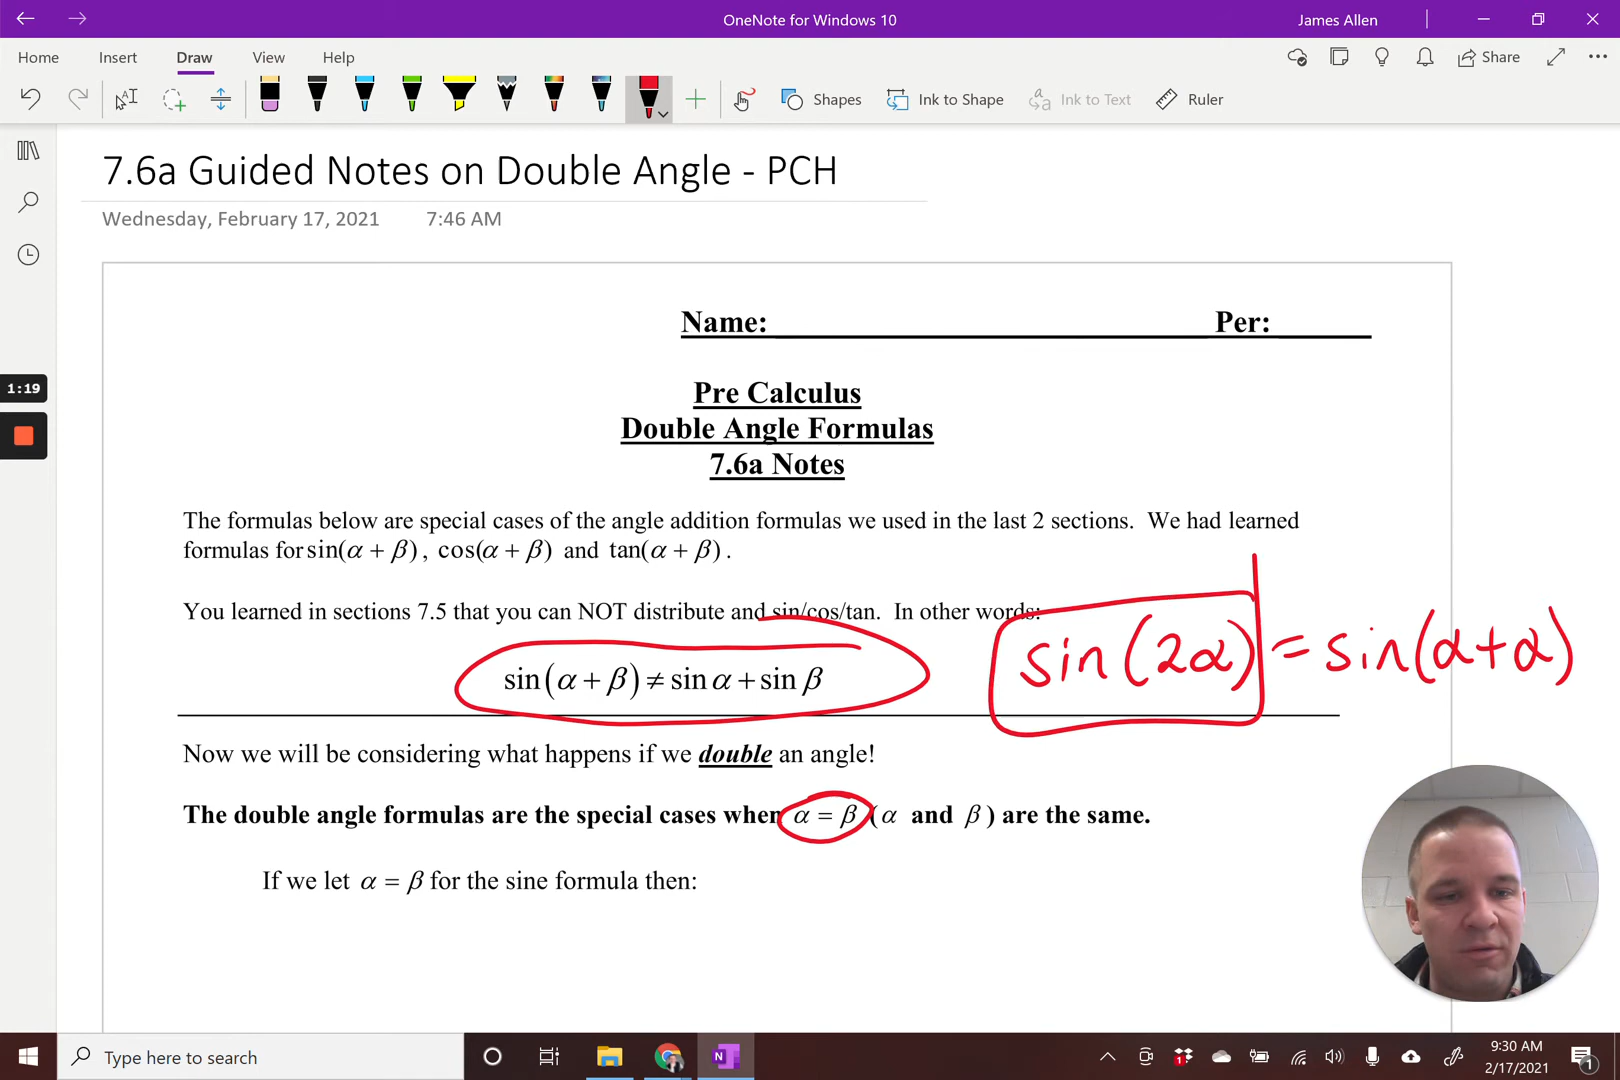 OneNote for Windows 10
James Allen
Home Insert Draw View Help
Share
Shapes
Ink to Shape
Ink to Text
Ruler
7.6a Guided Notes on Double Angle - PCH
Wednesday, February 17, 2021 7:46 AM
Name: Per:
1:19
Pre Calculus
Double Angle Formulas
7.6a Notes
The formulas below are special cases of the angle addition formulas we used in the last 2 sections. We had learned
formulas for sin(α + β), cos(α + β) and tan(α + β).
You learned in sections 7.5 that you can NOT distribute and sin/cos/tan. In other words:
sin(α + β) ≠ sin α + sin β
sin(2α) = sin(α+α)
Now we will be considering what happens if we double an angle!
The double angle formulas are the special cases when α = β (α and β) are the same.
If we let α = β for the sine formula then:
Type here to search
1
9:30 AM
2/17/2021
1